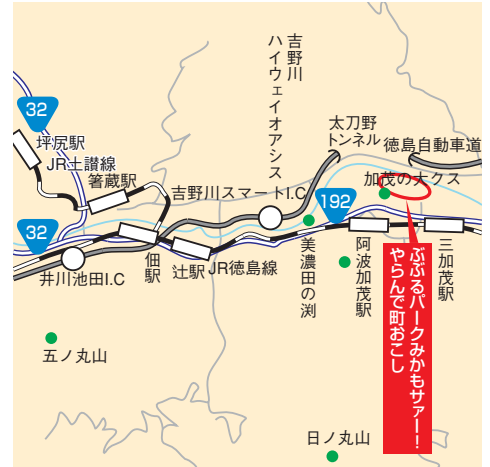 32
坪尻駅
JR土讃線
箸蔵駅
32
井川池田I.C
佃駅
辻駅
JR徳島線
五ノ丸山
吉野川
ハイウェイオアシス
吉野川スマートI.C
太刀野
トンネル
徳島自動車道
加茂の大クス
192
美濃田の渕
阿波加茂駅
三加茂駅
ぶぶるパークみかもサァー!
やらんで町おこし
日ノ丸山